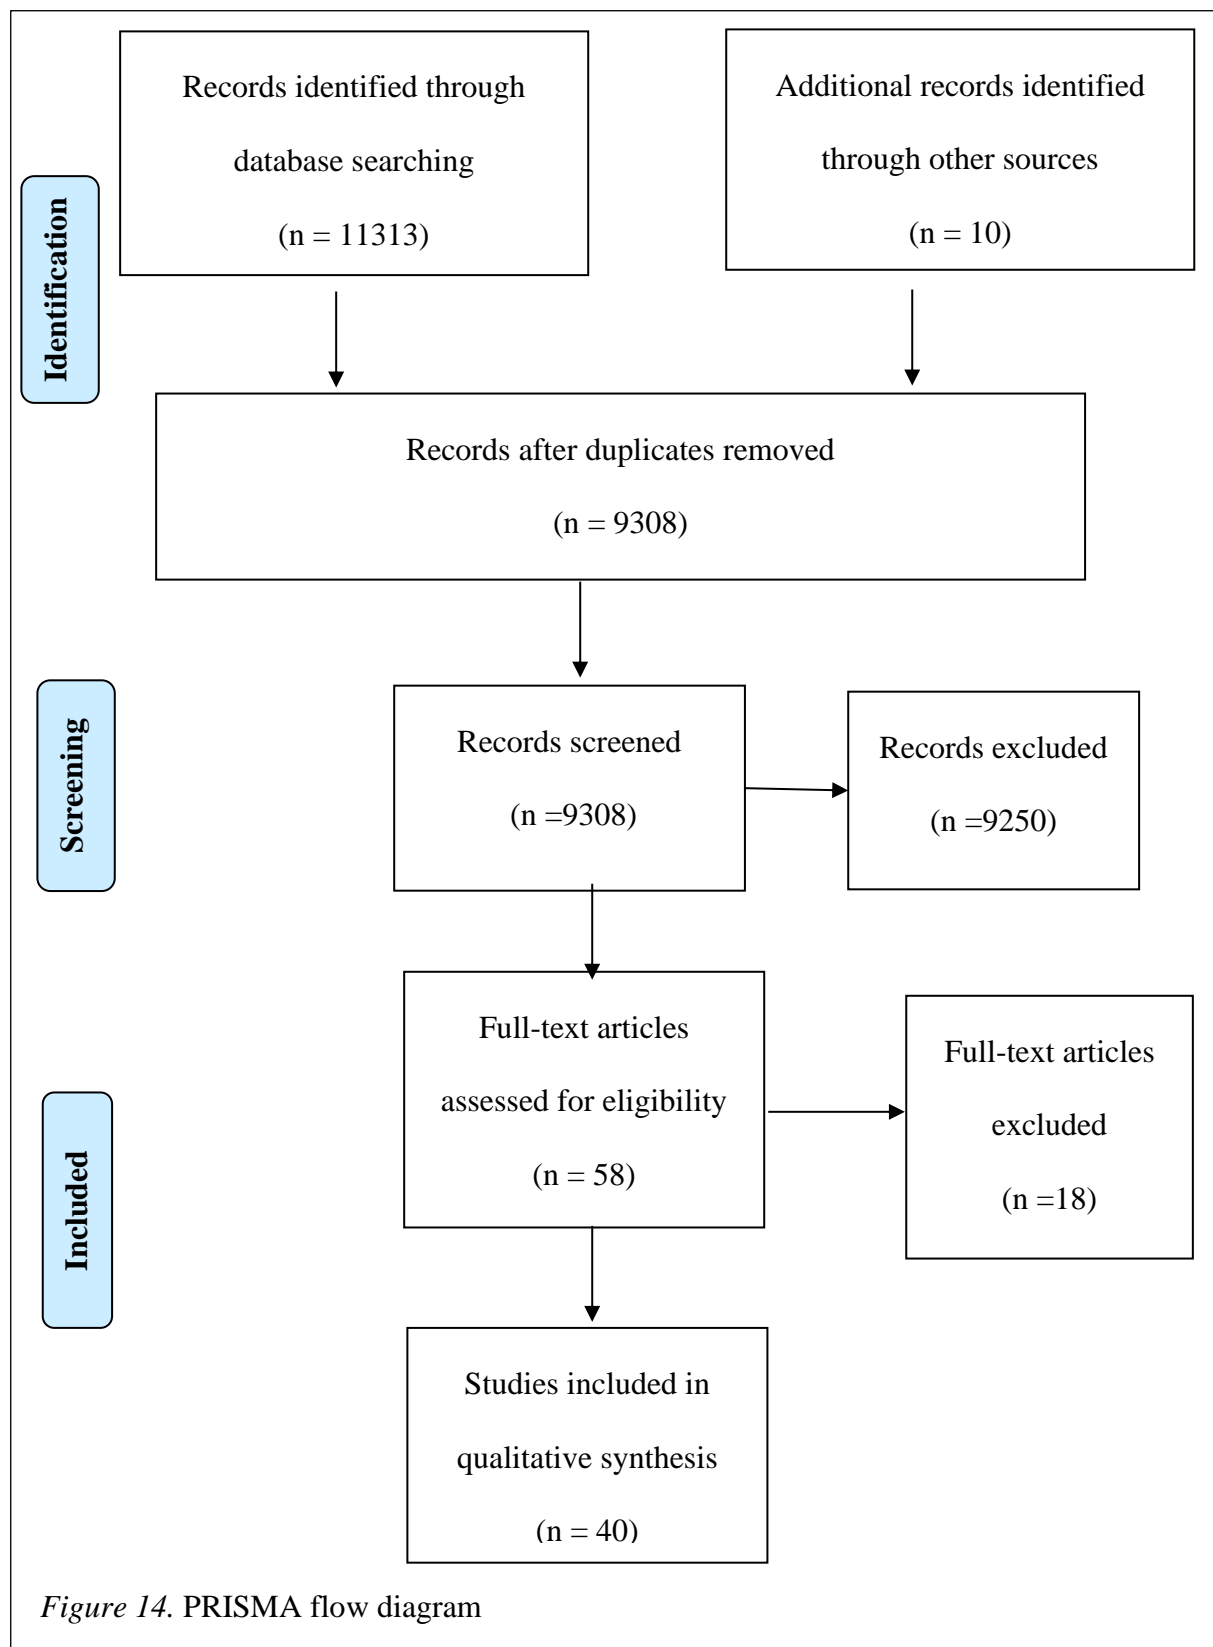 Records identified through
database searching
(n = 11313)
Additional records identified
through other sources
(n = 10)
Identification
Records after duplicates removed
(n = 9308)
Screening
Records screened
(n =9308)
Records excluded
(n =9250)
Full-text articles
assessed for eligibility
(n = 58)
Full-text articles
excluded
(n =18)
Included
Studies included in
qualitative synthesis
(n = 40)
Figure 14. PRISMA flow diagram